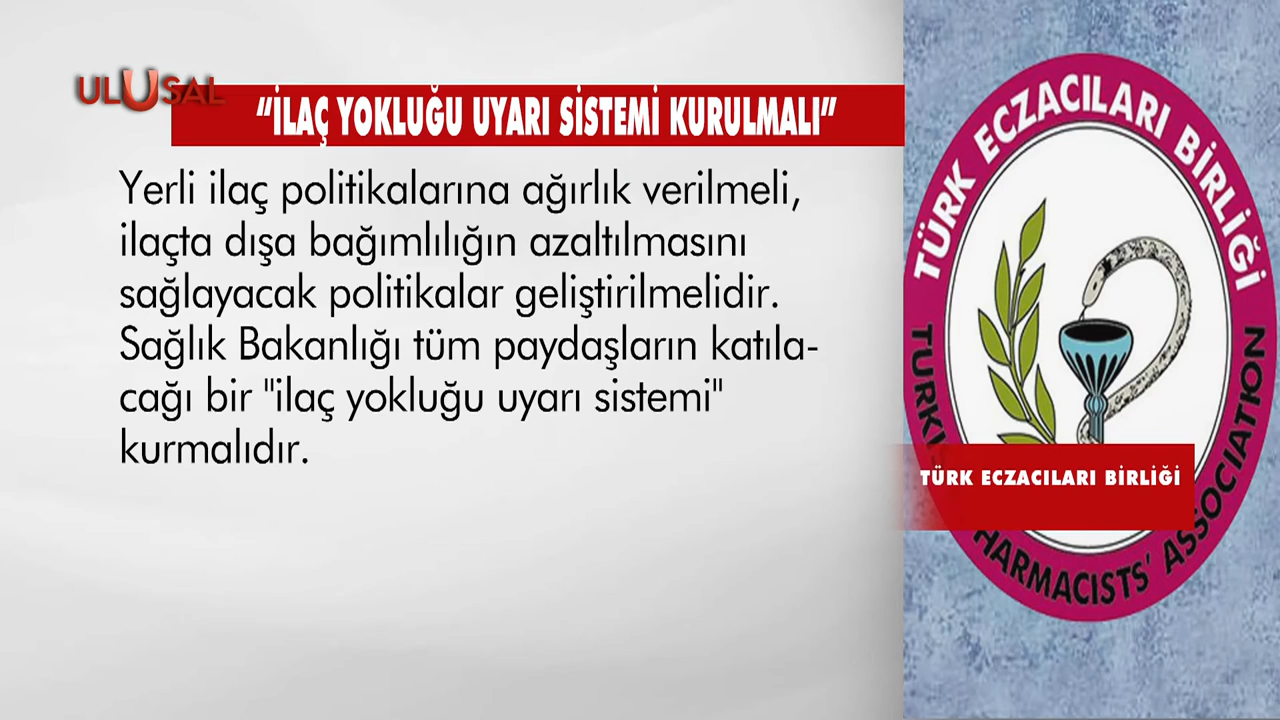 ULUSAL
“İLAÇ YOKLUĞU UYARI SİSTEMİ KURULMALI”
Yerli ilaç politikalarına ağırlık verilmeli,
ilaçta dışa bağımlılığın azaltılmasını
sağlayacak politikalar geliştirilmelidir.
Sağlık Bakanlığı tüm paydaşların katıla-
cağı bir "ilaç yokluğu uyarı sistemi"
kurmalıdır.
TÜRK ECZACILARI BİRLİĞİ
ASSOCIATION
TÜRK ECZACILARI BİRLİĞİ